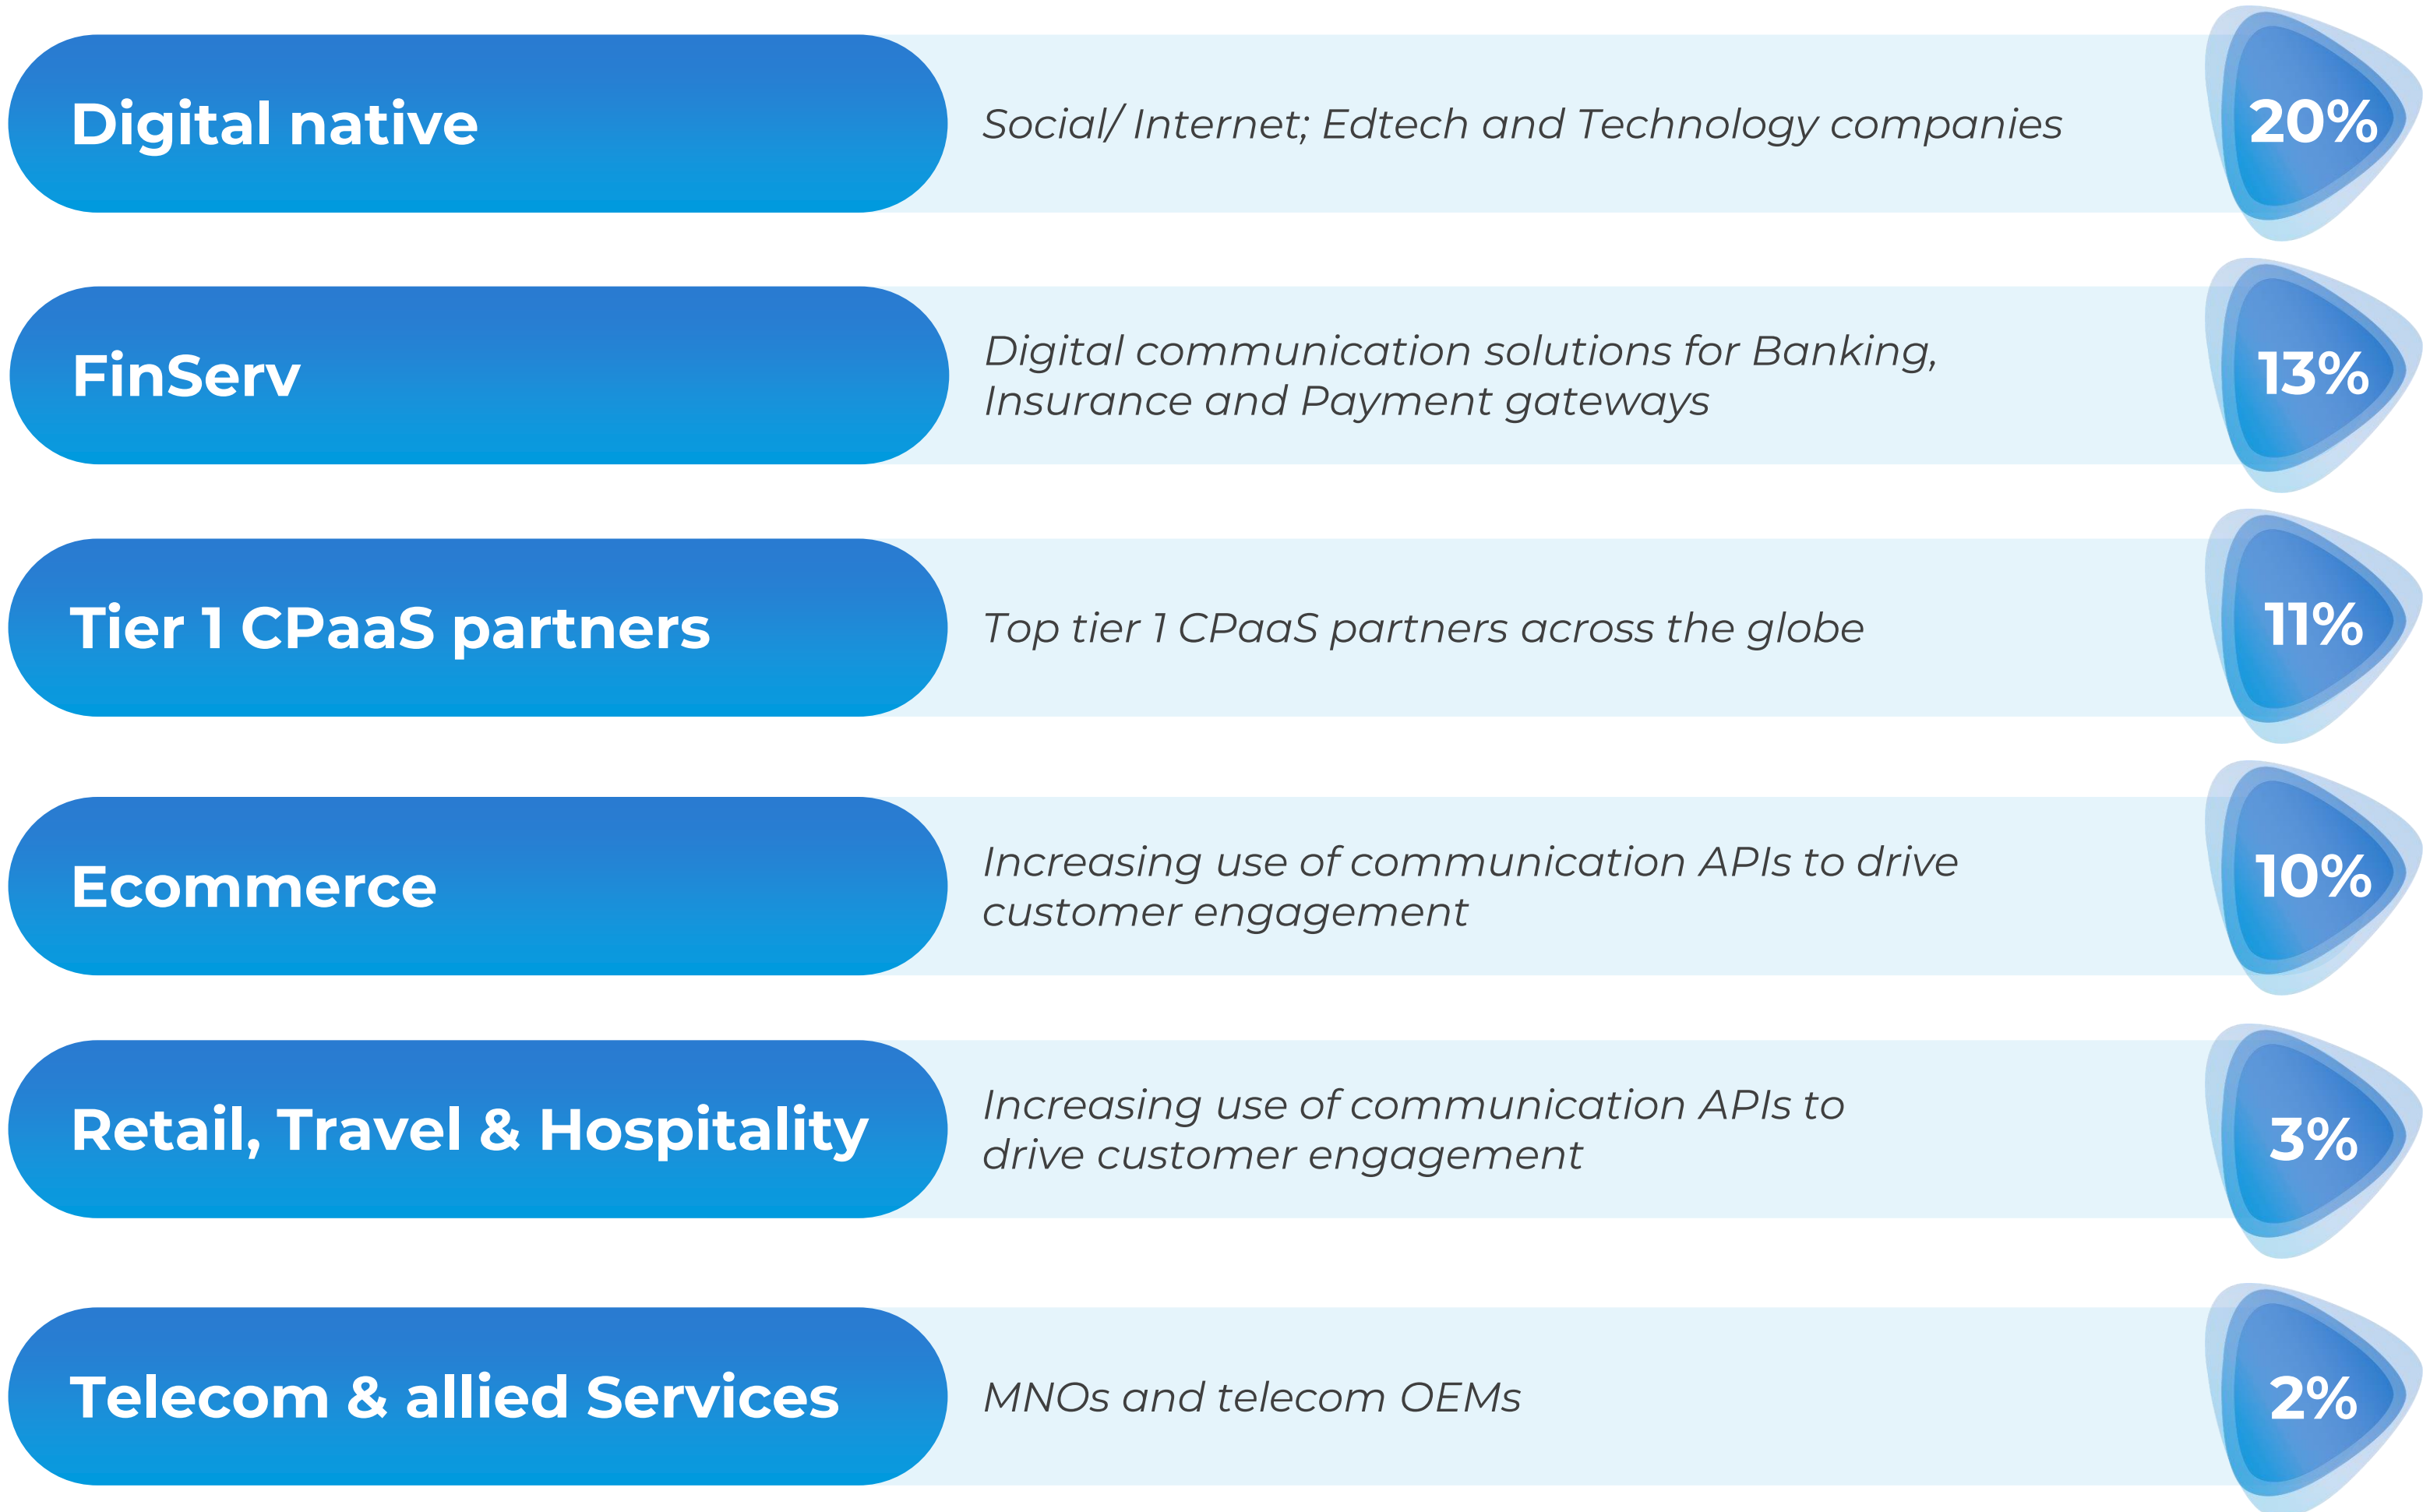 Digital native
Social/ Internet; Edtech and Technology companies
20%
FinServ
Digital communication solutions for Banking,
Insurance and Payment gateways
13%
Tier 1 CPaaS partners
Top tier 1 CPaaS partners across the globe
11%
Ecommerce
Increasing use of communication APIs to drive
customer engagement
10%
Retail, Travel & Hospitality
Increasing use of communication APIs to
drive customer engagement
3%
Telecom & allied Services
MNOs and telecom OEMs
2%